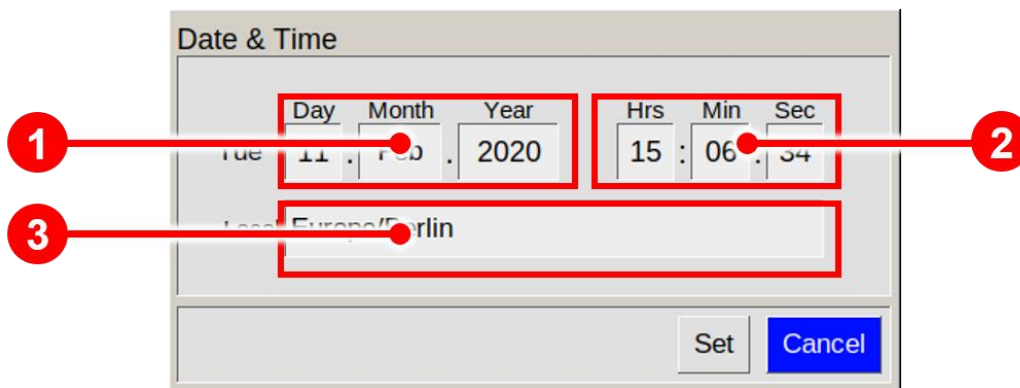 Date & Time
Day Month Year Hrs Min Sec
1 Tue 11 . Feb . 2020 15 : 06 : 34 2
3 Local Europe/Berlin
Set Cancel